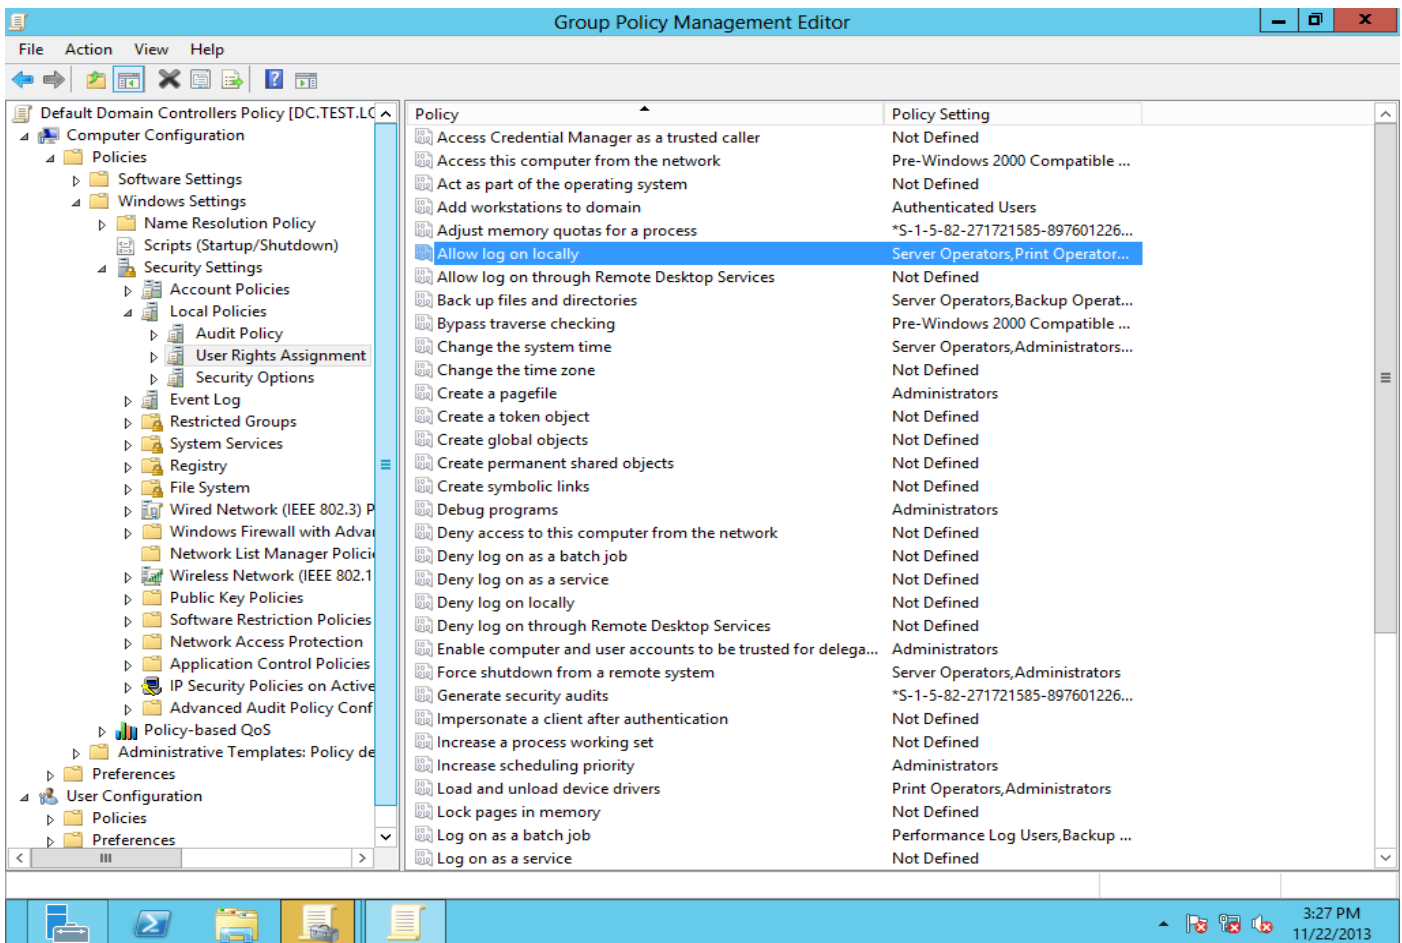 Group Policy Management Editor
File Action View Help
Default Domain Controllers Policy [DC.TEST.LC
Computer Configuration
Policies
Software Settings
Windows Settings
Name Resolution Policy
Scripts (Startup/Shutdown)
Security Settings
Account Policies
Local Policies
Audit Policy
User Rights Assignment
Security Options
Event Log
Restricted Groups
System Services
Registry
File System
Wired Network (IEEE 802.3) P
Windows Firewall with Advar
Network List Manager Policie
Wireless Network (IEEE 802.1
Public Key Policies
Software Restriction Policies
Network Access Protection
Application Control Policies
IP Security Policies on Active
Advanced Audit Policy Conf
Policy-based QoS
Administrative Templates: Policy de
Preferences
User Configuration
Policies
Preferences
Policy Policy Setting
Access Credential Manager as a trusted caller Not Defined
Access this computer from the network Pre-Windows 2000 Compatible ...
Act as part of the operating system Not Defined
Add workstations to domain Authenticated Users
Adjust memory quotas for a process *S-1-5-82-271721585-897601226...
Allow log on locally Server Operators,Print Operator...
Allow log on through Remote Desktop Services Not Defined
Back up files and directories Server Operators,Backup Operat...
Bypass traverse checking Pre-Windows 2000 Compatible ...
Change the system time Server Operators,Administrators...
Change the time zone Not Defined
Create a pagefile Administrators
Create a token object Not Defined
Create global objects Not Defined
Create permanent shared objects Not Defined
Create symbolic links Not Defined
Debug programs Administrators
Deny access to this computer from the network Not Defined
Deny log on as a batch job Not Defined
Deny log on as a service Not Defined
Deny log on locally Not Defined
Deny log on through Remote Desktop Services Not Defined
Enable computer and user accounts to be trusted for delega... Administrators
Force shutdown from a remote system Server Operators,Administrators
Generate security audits *S-1-5-82-271721585-897601226...
Impersonate a client after authentication Not Defined
Increase a process working set Not Defined
Increase scheduling priority Administrators
Load and unload device drivers Print Operators,Administrators
Lock pages in memory Not Defined
Log on as a batch job Performance Log Users,Backup ...
Log on as a service Not Defined
3:27 PM
11/22/2013